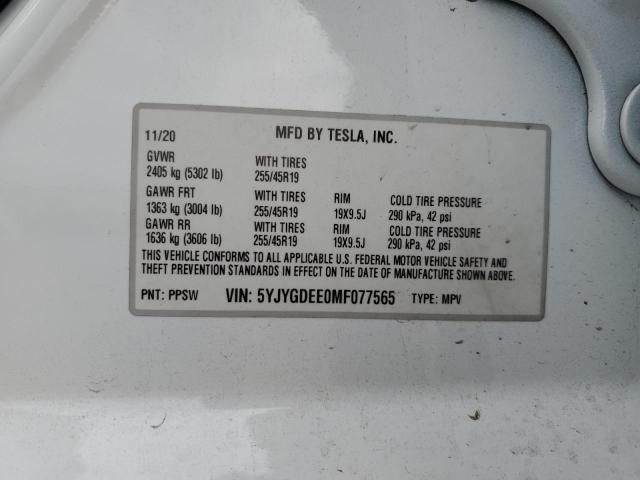 11/20 MFD BY TESLA, INC.
GVWR WITH TIRES
2405 kg (5302 lb) 255/45R19
GAWR FRT WITH TIRES RIM COLD TIRE PRESSURE
1363 kg (3004 lb) 255/45R19 19X9.5J 290 kPa, 42 psi
GAWR RR WITH TIRES RIM COLD TIRE PRESSURE
1636 kg (3606 lb) 255/45R19 19X9.5J 290 kPa, 42 psi
THIS VEHICLE CONFORMS TO ALL APPLICABLE U.S. FEDERAL MOTOR VEHICLE SAFETY AND
THEFT PREVENTION STANDARDS IN EFFECT ON THE DATE OF MANUFACTURE SHOWN ABOVE.
PNT: PPSW VIN: 5YJYGDEE0MF077565 TYPE: MPV